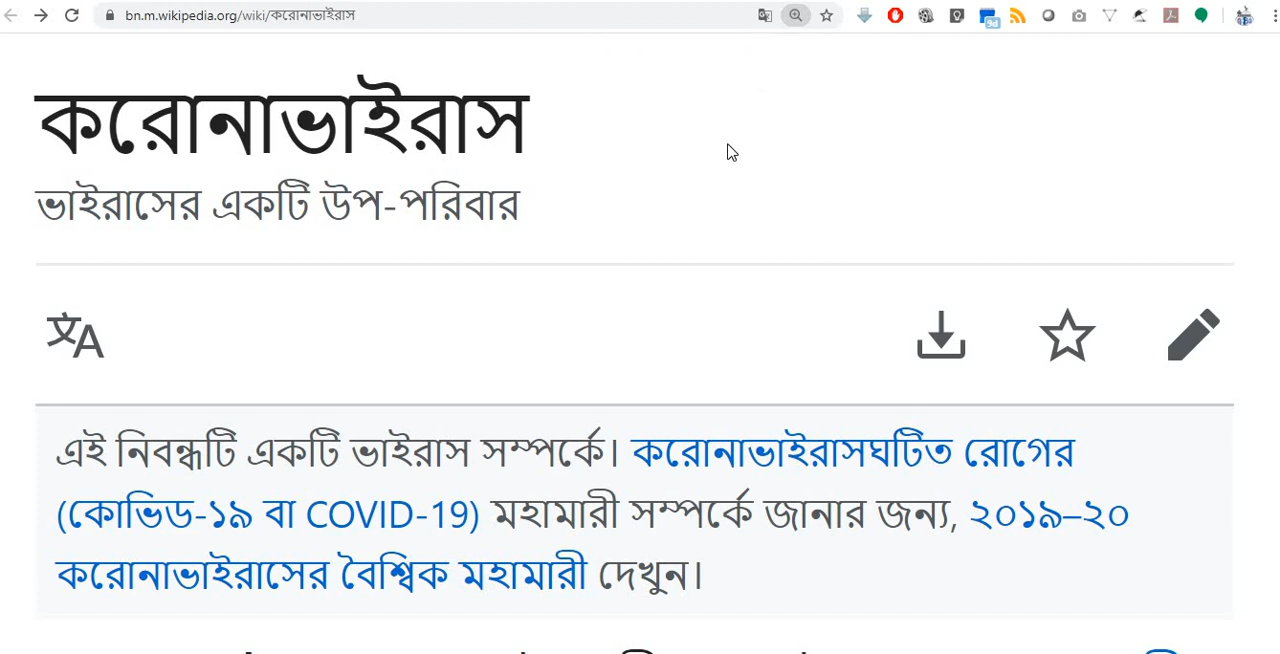 bn.m.wikipedia.org/wiki/করোনাভাইরাস
করোনাভাইরাস
ভাইরাসের একটি উপ-পরিবার
এই নিবন্ধটি একটি ভাইরাস সম্পর্কে। করোনাভাইরাসঘটিত রোগের
(কোভিড-১৯ বা COVID-19) মহামারী সম্পর্কে জানার জন্য, ২০১৯–২০
করোনাভাইরাসের বৈশ্বিক মহামারী দেখুন।